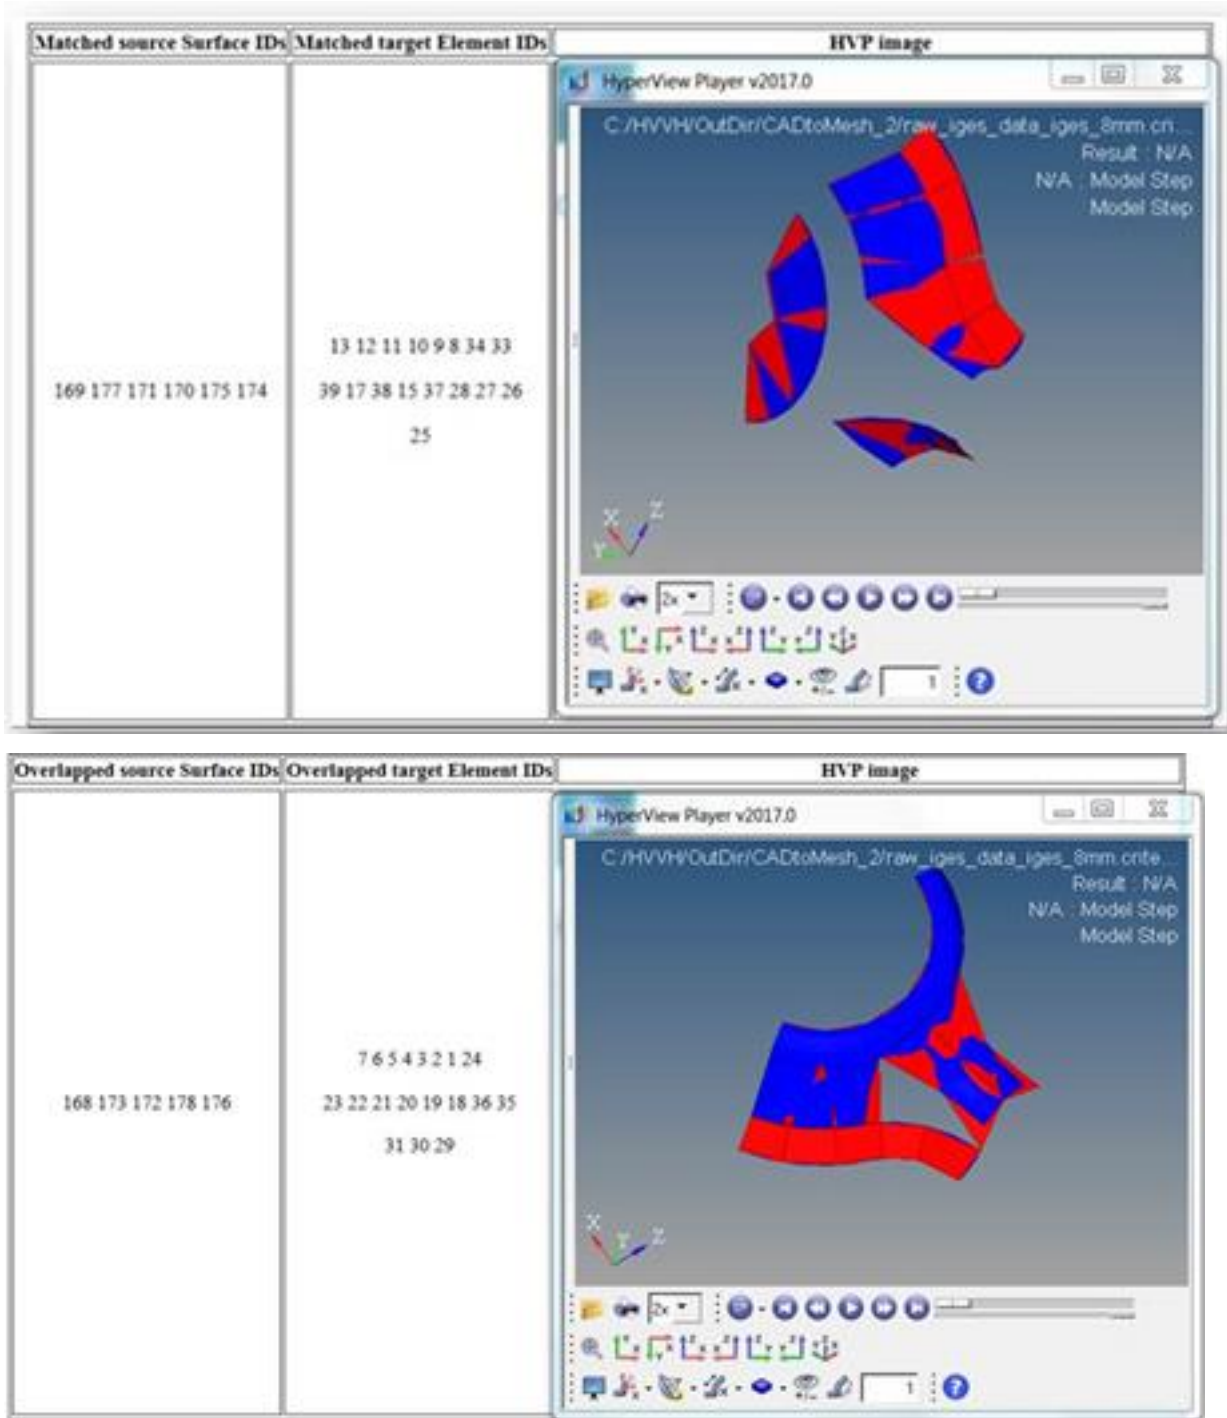 Matched source Surface IDs Matched target Element IDs HVP image
HyperView Player v2017.0
C:/HVVH/OutDir/CADtoMesh_2/raw_iges_data_iges_8mm.cri...
Result : N/A
N/A : Model Step
Model Step
13 12 11 10 9 8 34 33
169 177 171 170 175 174
39 17 38 15 37 28 27 26
25
X Z
Y
2x
1
Overlapped source Surface IDs Overlapped target Element IDs HVP image
HyperView Player v2017.0
C:/HVVH/OutDir/CADtoMesh_2/raw_iges_data_iges_8mm.crite...
Result : N/A
N/A : Model Step
Model Step
7 6 5 4 3 2 1 24
168 173 172 178 176
23 22 21 20 19 18 36 35
31 30 29
X Y Z
2x
1